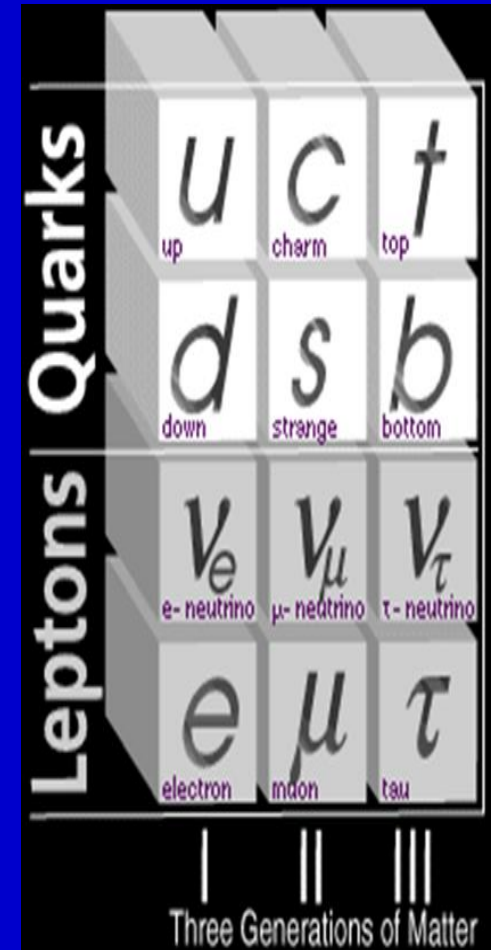 Quarks
u c t
up charm top
d s b
down strange bottom
Leptons
νe νμ ντ
e- neutrino μ- neutrino τ- neutrino
e μ τ
electron muon tau
I II III
Three Generations of Matter